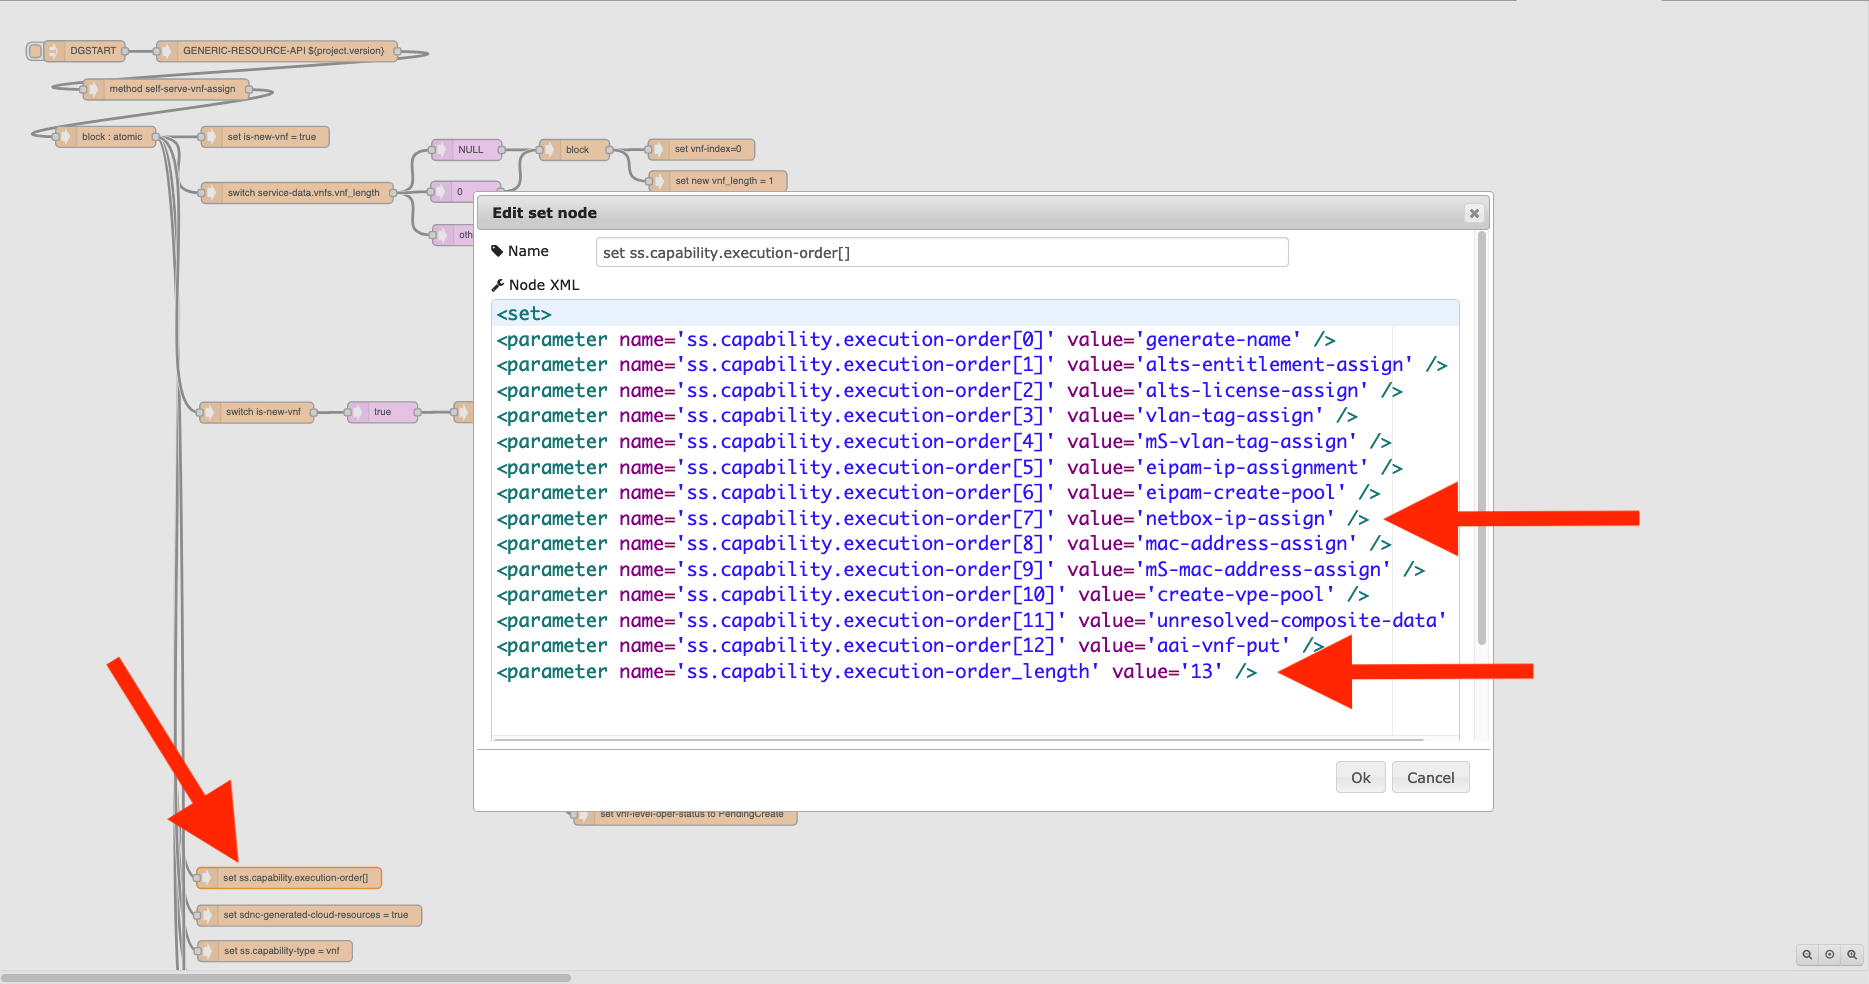 DGSTART
GENERIC-RESOURCE-API ${project.version}
method self-serve-vnf-assign
block : atomic
set is-new-vnf = true
switch service-data.vnfs.vnf_length
NULL
block
set vnf-index=0
0
set new vnf_length = 1
oth
Edit set node
Name
set ss.capability.execution-order[]
Node XML
<set>
<parameter name='ss.capability.execution-order[0]' value='generate-name' />
<parameter name='ss.capability.execution-order[1]' value='alts-entitlement-assign' />
<parameter name='ss.capability.execution-order[2]' value='alts-license-assign' />
<parameter name='ss.capability.execution-order[3]' value='vlan-tag-assign' />
<parameter name='ss.capability.execution-order[4]' value='mS-vlan-tag-assign' />
<parameter name='ss.capability.execution-order[5]' value='eipam-ip-assignment' />
<parameter name='ss.capability.execution-order[6]' value='eipam-create-pool' />
<parameter name='ss.capability.execution-order[7]' value='netbox-ip-assign' />
<parameter name='ss.capability.execution-order[8]' value='mac-address-assign' />
<parameter name='ss.capability.execution-order[9]' value='mS-mac-address-assign' />
<parameter name='ss.capability.execution-order[10]' value='create-vpe-pool' />
<parameter name='ss.capability.execution-order[11]' value='unresolved-composite-data'
<parameter name='ss.capability.execution-order[12]' value='aai-vnf-put' />
<parameter name='ss.capability.execution-order_length' value='13' />
Ok
Cancel
switch is-new-vnf
true
set vnf-level-oper-status to PendingCreate
set ss.capability.execution-order[]
set sdnc-generated-cloud-resources = true
set ss.capability-type = vnf